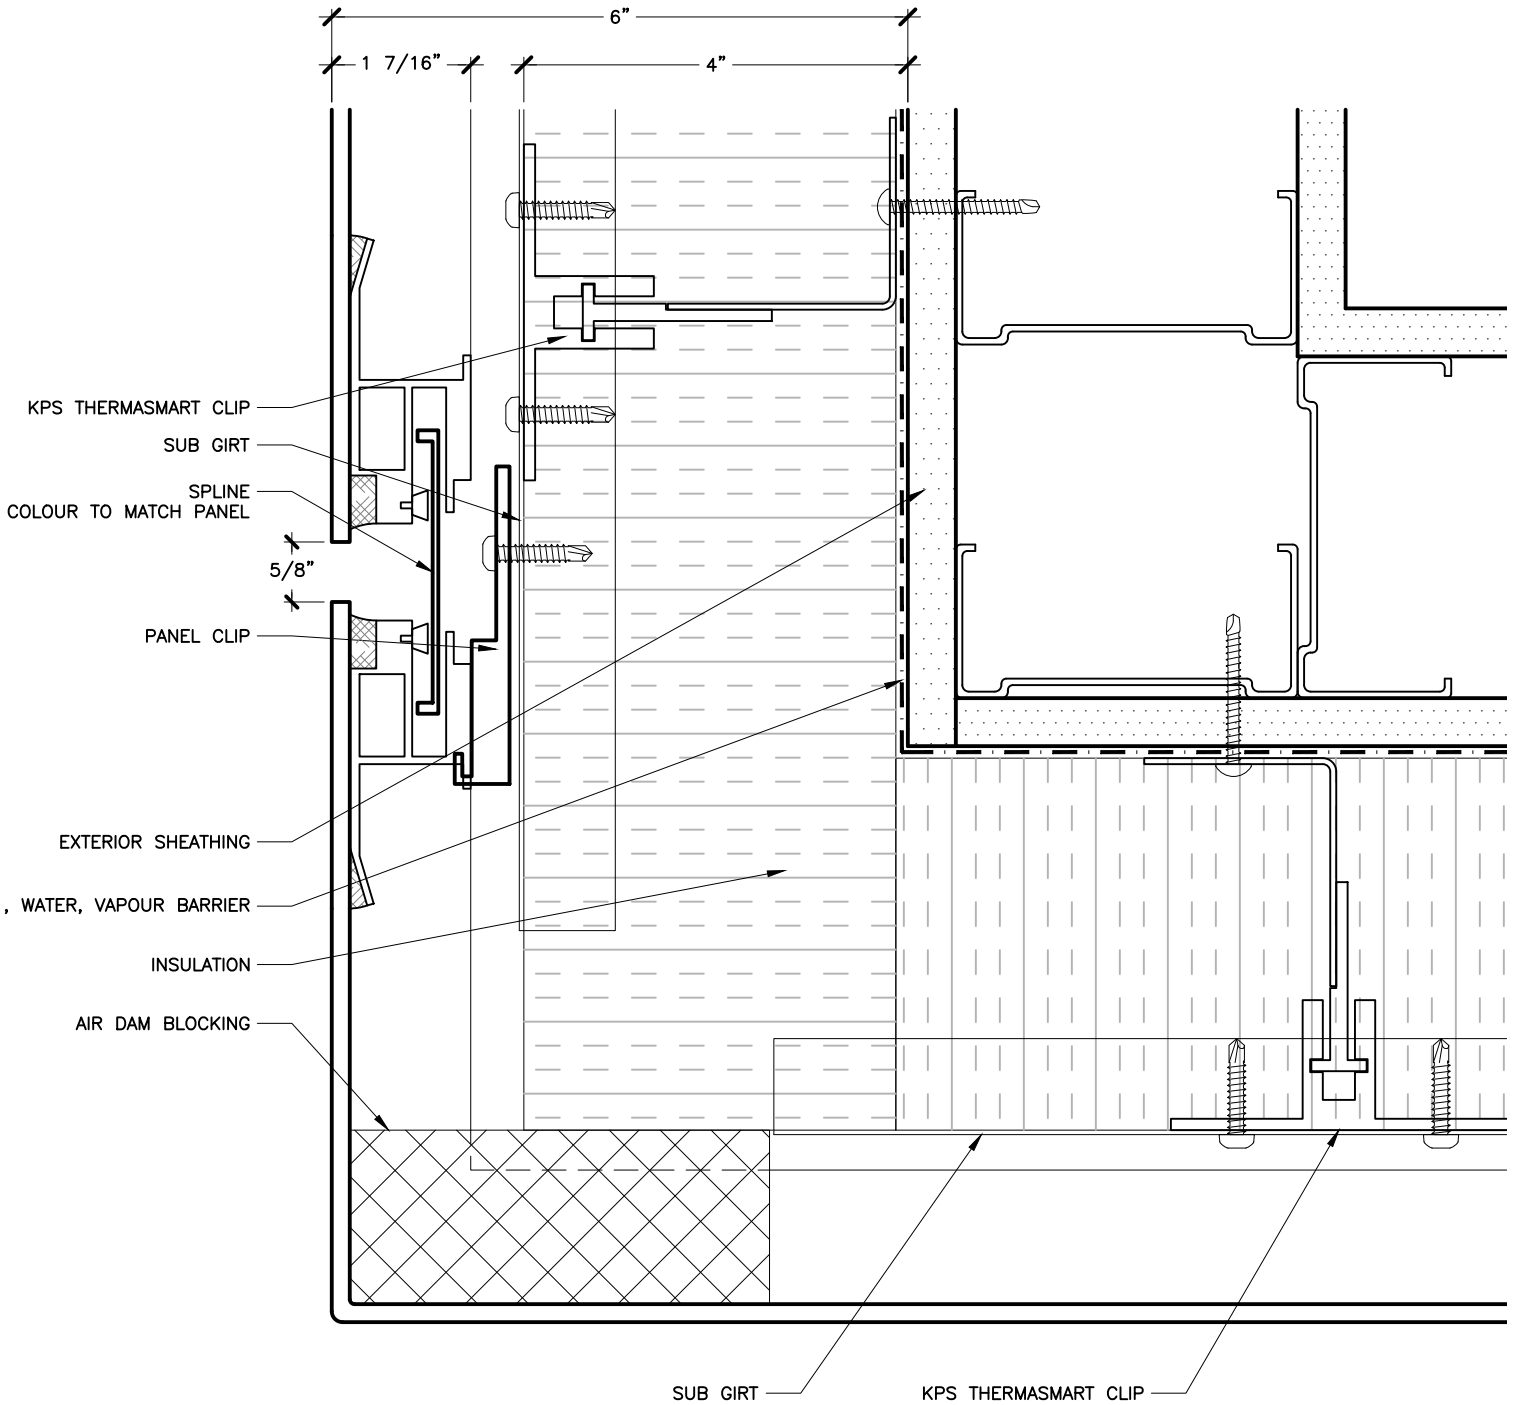 6”
1 7/16”
4”
KPS THERMASMART CLIP
SUB GIRT
SPLINE
COLOUR TO MATCH PANEL
5/8”
PANEL CLIP
EXTERIOR SHEATHING
, WATER, VAPOUR BARRIER
INSULATION
AIR DAM BLOCKING
SUB GIRT
KPS THERMASMART CLIP